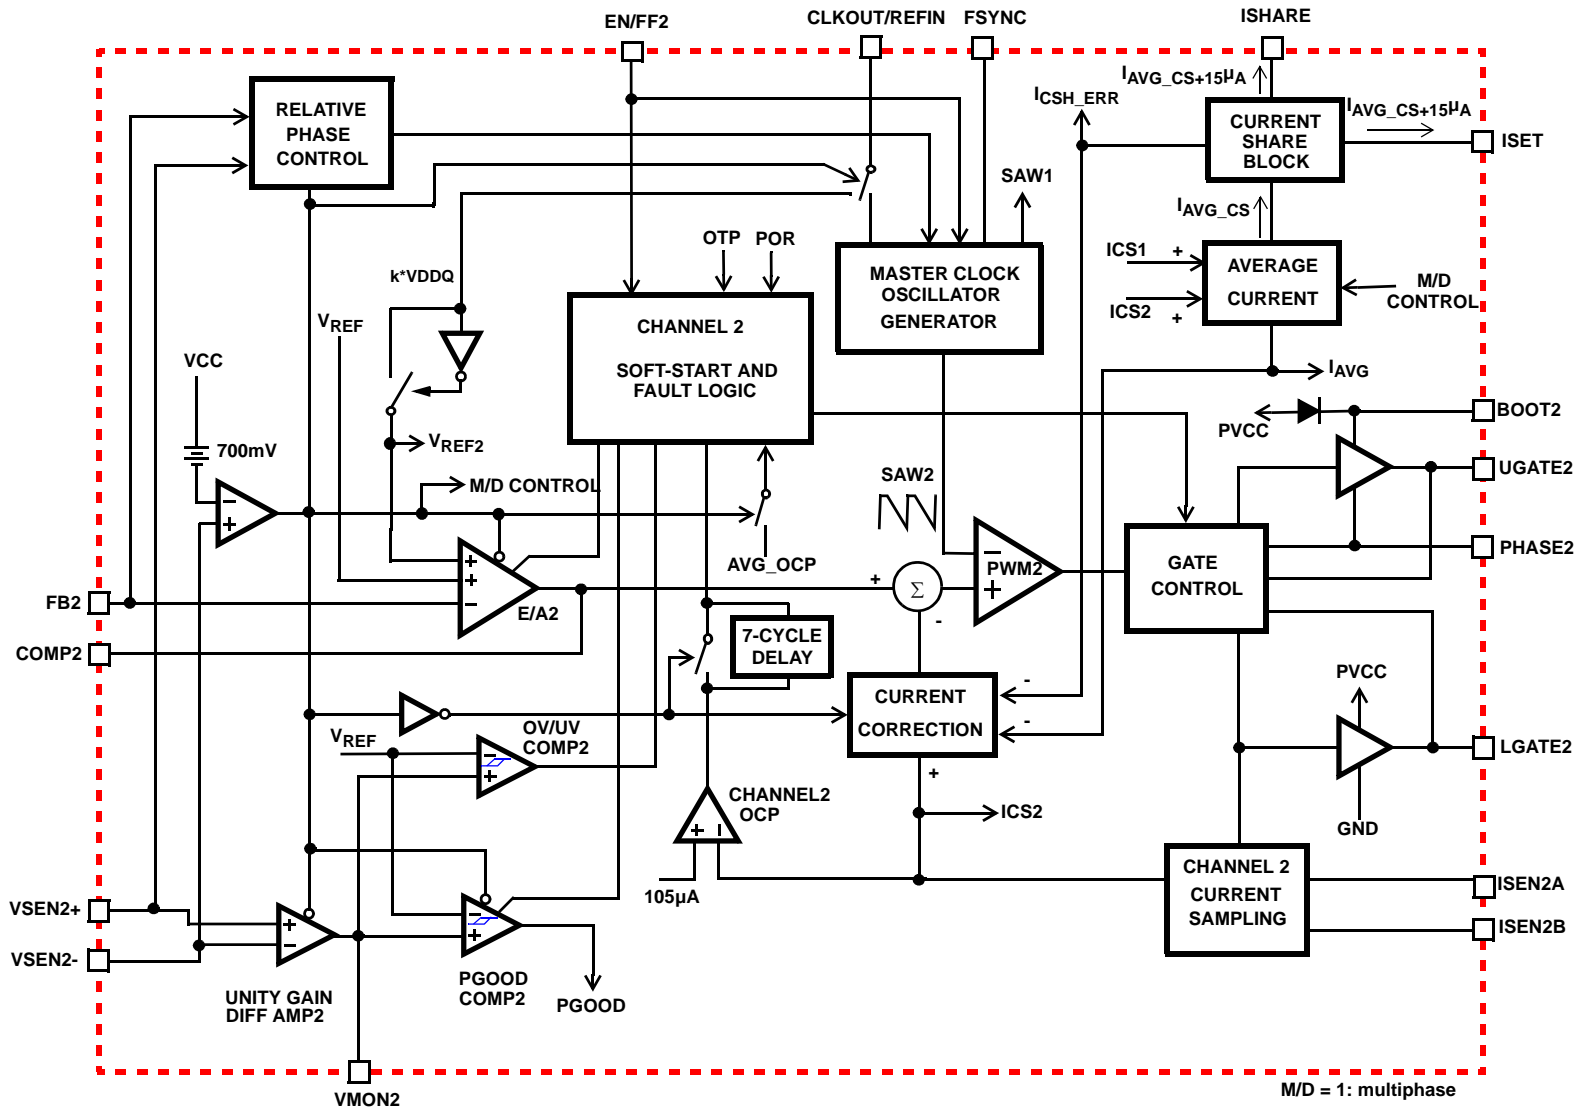 EN/FF2
CLKOUT/REFIN
FSYNC
ISHARE
RELATIVE
PHASE
CONTROL
ICSH_ERR
IAVG_CS+15µA
IAVG_CS+15µA
CURRENT
SHARE
BLOCK
ISET
SAW1
IAVG_CS
OTP
POR
k*VDDQ
VREF
VCC
700mV
CHANNEL 2
SOFT-START AND
FAULT LOGIC
MASTER CLOCK
OSCILLATOR
GENERATOR
ICS1
+
ICS2
+
AVERAGE
CURRENT
M/D
CONTROL
IAVG
PVCC
BOOT2
VREF2
M/D CONTROL
SAW2
UGATE2
−
+
AVG_OCP
−
PWM2
+
PHASE2
+
+
−
E/A2
+
Σ
-
GATE
CONTROL
FB2
COMP2
7-CYCLE
DELAY
CURRENT
CORRECTION
-
-
+
PVCC
VREF
OV/UV
COMP2
−
+
LGATE2
CHANNEL2
OCP
+
−
ICS2
GND
105µA
CHANNEL 2
CURRENT
SAMPLING
ISEN2A
ISEN2B
VSEN2+
VSEN2-
+
−
−
+
UNITY GAIN
DIFF AMP2
PGOOD
COMP2
PGOOD
VMON2
M/D = 1: multiphase